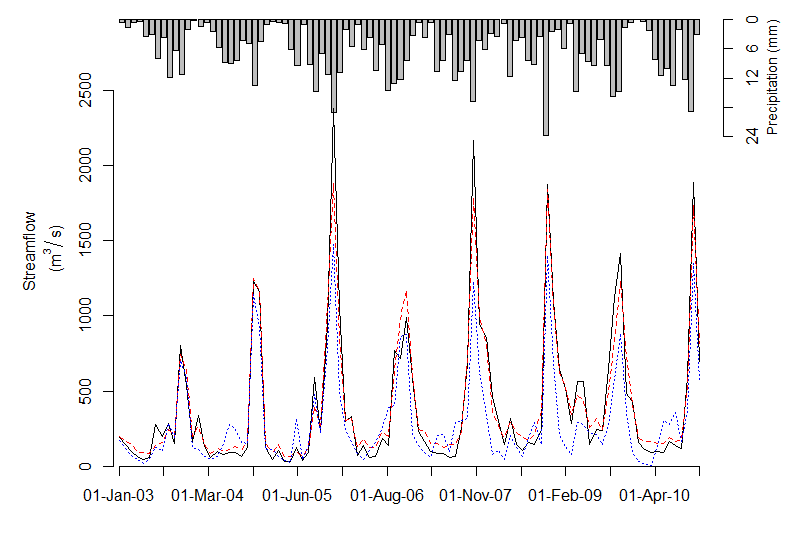 0
6
12
24
Precipitation (mm)
2500
2000
1500
1000
500
0
Streamflow
(m³/s)
01-Jan-03 01-Mar-04 01-Jun-05 01-Aug-06 01-Nov-07 01-Feb-09 01-Apr-10